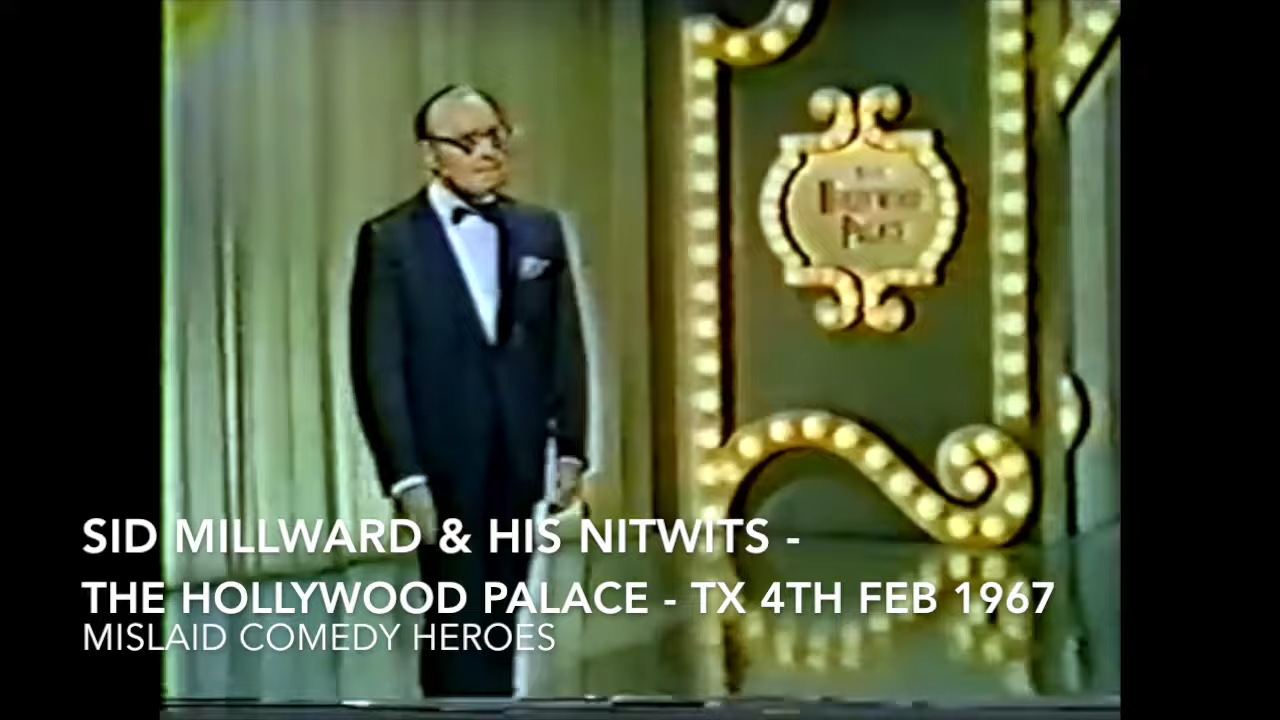 SID MILLWARD & HIS NITWITS -
THE HOLLYWOOD PALACE - TX 4TH FEB 1967
MISLAID COMEDY HEROES